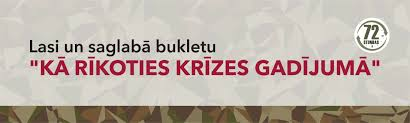 Lasi un saglabā bukletu
"KĀ RĪKOTIES KRĪZES GADĪJUMĀ"
72
STUNDAS